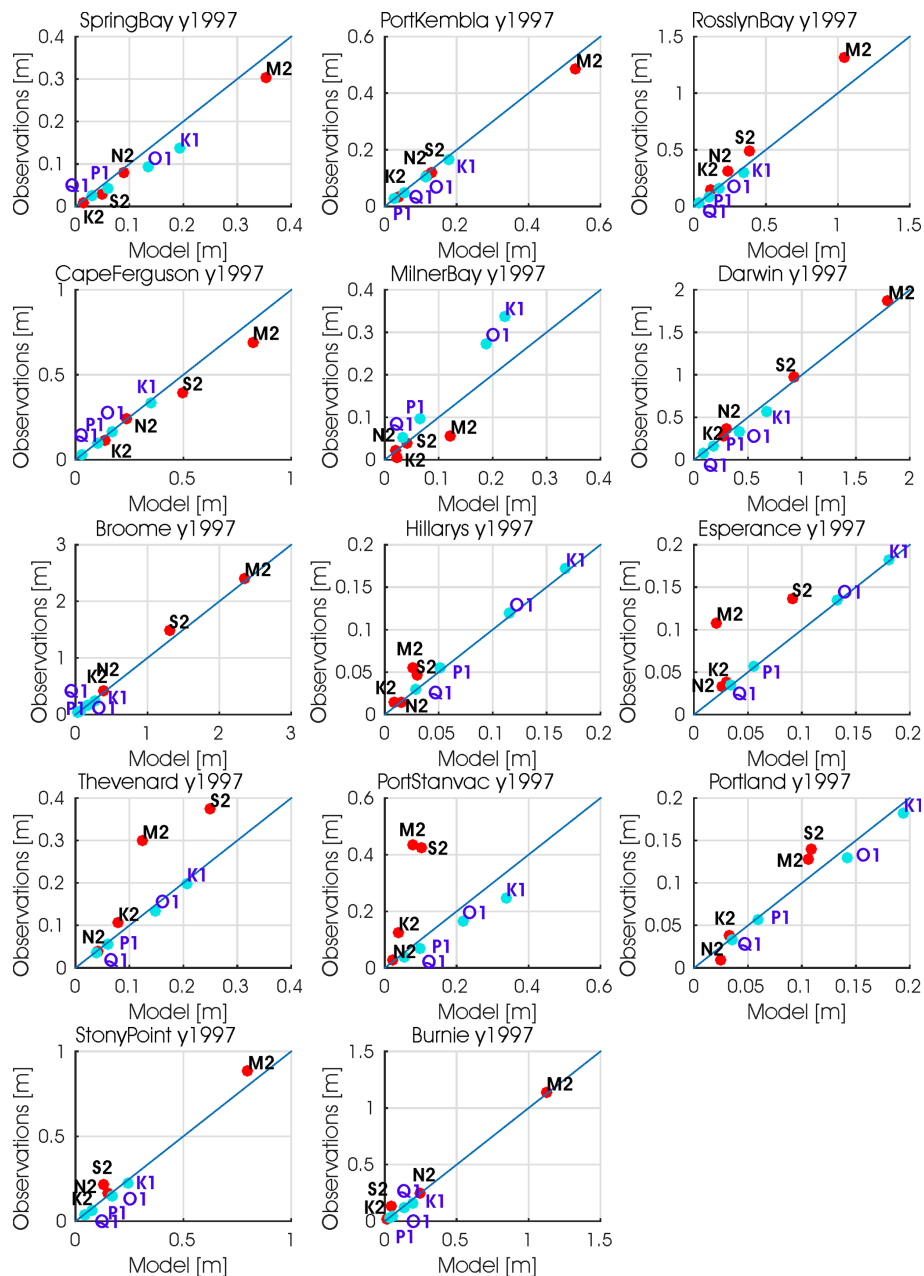 SpringBay y1997
PortKembla y1997
RosslynBay y1997
Observations [m]
0.4
0.3
0.2
0.1
0
M2
N2
K1
O1
P1
Q1
S2
K2
0 0.1 0.2 0.3 0.4
Model [m]
Observations [m]
0.6
0.4
0.2
0
M2
S2
N2
K2
K1
O1
Q1
P1
0 0.2 0.4 0.6
Model [m]
Observations [m]
1.5
1
0.5
0
M2
S2
N2
K2
K1
O1
P1
Q1
0 0.5 1 1.5
Model [m]
CapeFerguson y1997
MilnerBay y1997
Darwin y1997
Observations [m]
1
0.5
0
M2
S2
K1
O1
N2
P1
Q1
K2
0 0.5 1
Model [m]
Observations [m]
0.4
0.3
0.2
0.1
0
K1
O1
P1
Q1
M2
N2
S2
K2
0 0.1 0.2 0.3 0.4
Model [m]
Observations [m]
2
1.5
1
0.5
0
M2
S2
N2
K1
K2
O1
P1
Q1
0 0.5 1 1.5 2
Model [m]
Broome y1997
Hillarys y1997
Esperance y1997
Observations [m]
3
2
1
0
M2
S2
N2
K2
Q1
K1
P1
O1
0 1 2 3
Model [m]
Observations [m]
0.2
0.15
0.1
0.05
0
K1
O1
M2
S2
P1
K2
Q1
N2
0 0.05 0.1 0.15 0.2
Model [m]
Observations [m]
0.2
0.15
0.1
0.05
0
K1
S2
O1
M2
K2
P1
N2
Q1
0 0.05 0.1 0.15 0.2
Model [m]
Thevenard y1997
PortStanvac y1997
Portland y1997
Observations [m]
0.4
0.3
0.2
0.1
0
S2
M2
K1
O1
K2
N2
P1
Q1
0 0.1 0.2 0.3 0.4
Model [m]
Observations [m]
0.6
0.4
0.2
0
M2
S2
K1
O1
K2
P1
N2
Q1
0 0.2 0.4 0.6
Model [m]
Observations [m]
0.2
0.15
0.1
0.05
0
K1
S2
M2
O1
P1
K2
Q1
N2
0 0.05 0.1 0.15 0.2
Model [m]
StonyPoint y1997
Burnie y1997
Observations [m]
1
0.5
0
M2
S2
N2
K1
K2
O1
P1
Q1
0 0.5 1
Model [m]
Observations [m]
1.5
1
0.5
0
M2
N2
S2
Q1
K1
K2
O1
P1
0 0.5 1 1.5
Model [m]